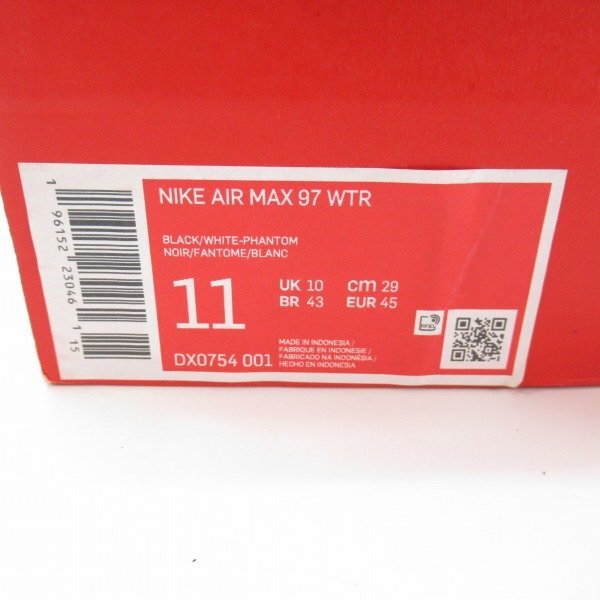 NIKE AIR MAX 97 WTR
BLACK/WHITE-PHANTOM
NOIR/FANTOME/BLANC
11
UK 10 cm 29
BR 43 EUR 45
DX0754 001
MADE IN INDONESIA /
FABRIQUE EN INDONESIE /
FABRICADO NA INDONÉSIA /
HECHO EN INDONESIA
RFID
1 96152 23046 1 15